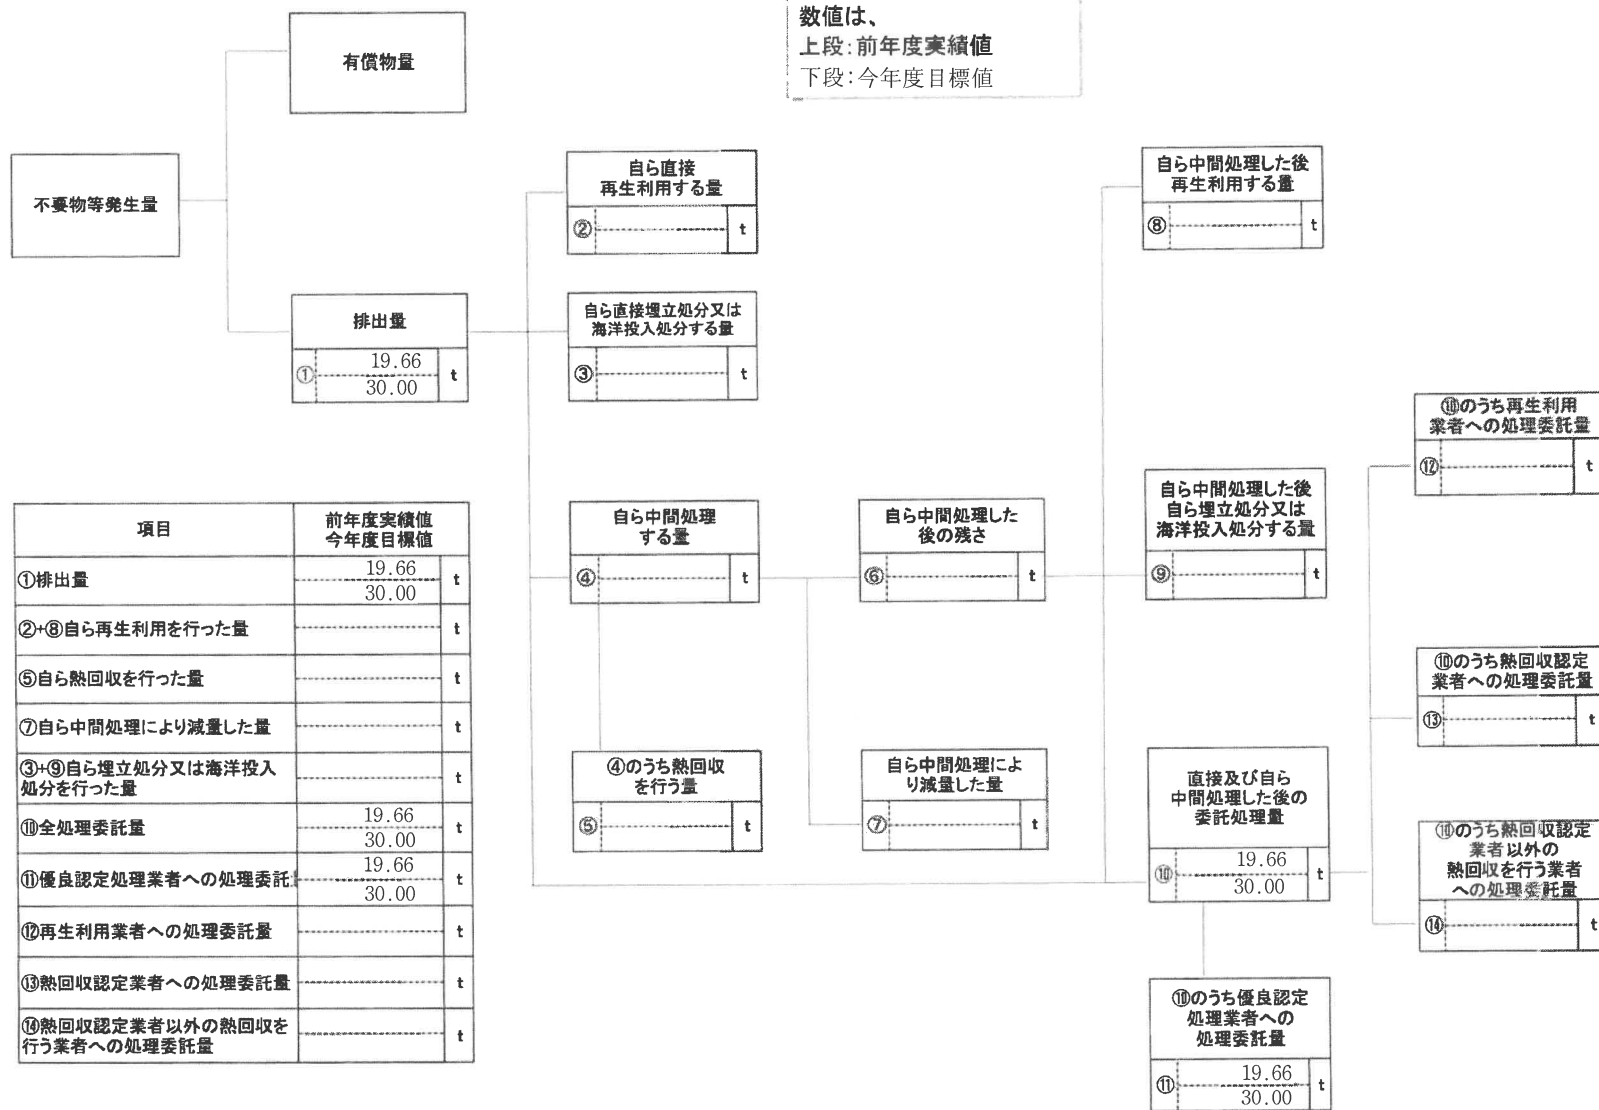 数値は、
上段:前年度実績値
下段:今年度目標値
有償物量
不要物等発生量
排出量
①
19.66
30.00
t
自ら直接
再生利用する量
②
t
自ら直接埋立処分又は
海洋投入処分する量
③
t
自ら中間処理
する量
④
t
④のうち熱回収
を行う量
⑤
t
自ら中間処理した
後の残さ
⑥
t
自ら中間処理によ
り減量した量
⑦
t
自ら中間処理した後
再生利用する量
⑧
t
自ら中間処理した後
自ら埋立処分又は
海洋投入処分する量
⑨
t
直接及び自ら
中間処理した後の
委託処理量
⑩
19.66
30.00
t
⑩のうち優良認定
処理業者への
処理委託量
⑪
19.66
30.00
t
⑩のうち再生利用
業者への処理委託量
⑫
t
⑩のうち熱回収認定
業者への処理委託量
⑬
t
⑩のうち熱回収認定
業者以外の
熱回収を行う業者
への処理委託量
⑭
t
項目
前年度実績値
今年度目標値
①排出量
19.66
30.00
t
②+⑧自ら再生利用を行った量
t
⑤自ら熱回収を行った量
t
⑦自ら中間処理により減量した量
t
③+⑨自ら埋立処分又は海洋投入
処分を行った量
t
⑩全処理委託量
19.66
30.00
t
⑪優良認定処理業者への処理委託
19.66
30.00
t
⑫再生利用業者への処理委託量
t
⑬熱回収認定業者への処理委託量
t
⑭熱回収認定業者以外の熱回収を
行う業者への処理委託量
t